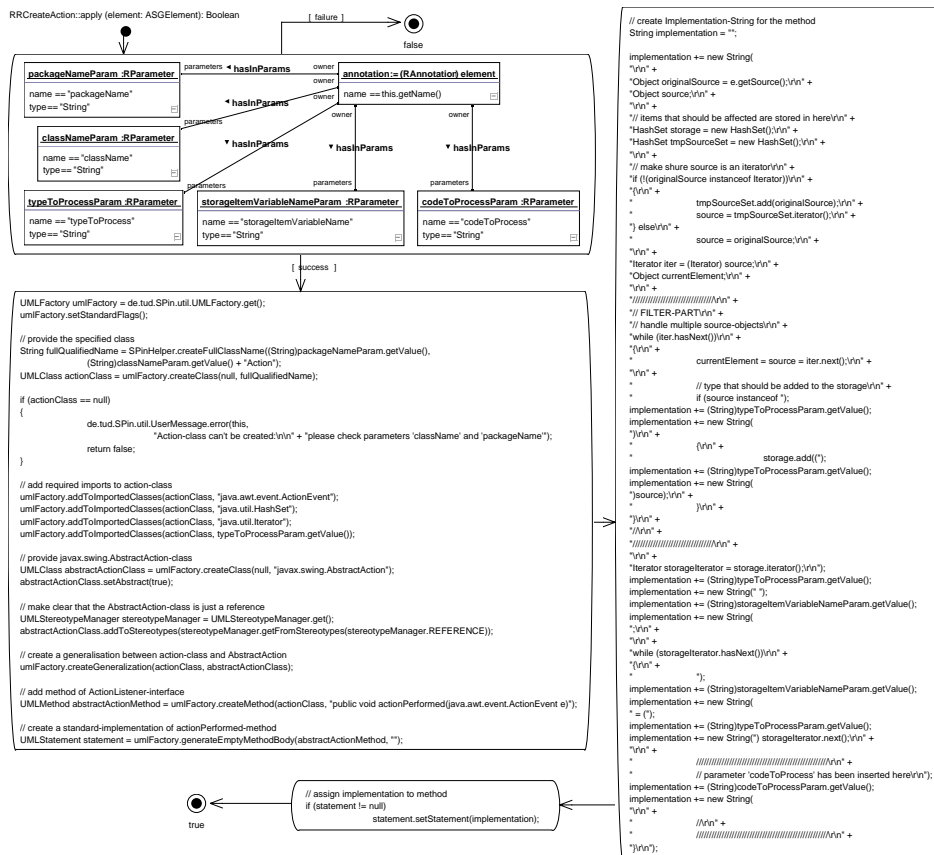 RRCreateAction::apply (element: ASGElement): Boolean
[ failure ]
false
parameters
hasInParams
owner
packageNameParam :RParameter
name == "packageName"
type== "String"
annotation:= (RAnnotation) element
name ==this.getName()
owner
hasInParams
owner
parameters
classNameParam :RParameter
name == "className"
type== "String"
hasInParams
owner
hasInParams
owner
hasInParams
parameters
parameters
parameters
typeToProcessParam :RParameter
name == "typeToProcess"
type== "String"
storageItemVariableNameParam :RParameter
name == "storageItemVariableName"
type== "String"
codeToProcessParam :RParameter
name == "codeToProcess"
type== "String"
[ success ]
UMLFactory umlFactory = de.tud.SPin.util.UMLFactory.get();
umlFactory.setStandardFlags();
// provide the specified class
String fullQualifiedName = SPinHelper.createFullClassName((String)packageNameParam.getValue(),
(String)classNameParam.getValue() + "Action");
UMLClass actionClass = umlFactory.createClass(null, fullQualifiedName);
if (actionClass == null)
{
de.tud.SPin.util.UserMessage.error(this,
"Action-class can't be created:\n\n" + "please check parameters 'className' and 'packageName'");
return false;
}
// add required imports to action-class
umlFactory.addToImportedClasses(actionClass, "java.awt.event.ActionEvent");
umlFactory.addToImportedClasses(actionClass, "java.util.HashSet");
umlFactory.addToImportedClasses(actionClass, "java.util.Iterator");
umlFactory.addToImportedClasses(actionClass, typeToProcessParam.getValue());
// provide javax.swing.AbstractAction-class
UMLClass abstractActionClass = umlFactory.createClass(null, "javax.swing.AbstractAction");
abstractActionClass.setAbstract(true);
// make clear that the AbstractAction-class is just a reference
UMLStereotypeManager stereotypeManager = UMLStereotypeManager.get();
abstractActionClass.addToStereotypes(stereotypeManager.getFromStereotypes(stereotypeManager.REFERENCE));
// create a generalisation between action-class and AbstractAction
umlFactory.createGeneralization(actionClass, abstractActionClass);
// add method of ActionListener-interface
UMLMethod abstractActionMethod = umlFactory.createMethod(actionClass, "public void actionPerformed(java.awt.event.ActionEvent e)");
// create a standard-implementation of actionPerformed-method
UMLStatement statement = umlFactory.generateEmptyMethodBody(abstractActionMethod, "");
// create Implementation-String for the method
String implementation = "";
implementation += new String(
"\r\n" +
"Object originalSource = e.getSource();\r\n" +
"Object source;\r\n" +
"\r\n" +
"// items that should be affected are stored in here\r\n" +
"HashSet storage = new HashSet();\r\n" +
"HashSet tmpSourceSet = new HashSet();\r\n" +
"\r\n" +
"// make shure source is an iterator\r\n" +
"if (!(originalSource instanceof Iterator))\r\n" +
"{\r\n" +
" tmpSourceSet.add(originalSource);\r\n" +
" source = tmpSourceSet.iterator();\r\n" +
"} else\r\n" +
" source = originalSource;\r\n" +
"\r\n" +
"Iterator iter = (Iterator) source;\r\n" +
"Object currentElement;\r\n" +
"\r\n" +
"////////////////////////////////\r\n" +
"// FILTER-PART\r\n" +
"// handle multiple source-objects\r\n" +
"while (iter.hasNext())\r\n" +
"{\r\n" +
" currentElement = source = iter.next();\r\n" +
"\r\n" +
" // type that should be added to the storage\r\n" +
" if (source instanceof ");
implementation += (String)typeToProcessParam.getValue();
implementation += new String(
")\r\n" +
" {\r\n" +
" storage.add((");
implementation += (String)typeToProcessParam.getValue();
implementation += new String(
")source);\r\n" +
" }\r\n" +
"}\r\n" +
"//\r\n" +
"////////////////////////////////\r\n" +
"\r\n" +
"Iterator storageIterator = storage.iterator();\r\n");
implementation += (String)typeToProcessParam.getValue();
implementation += new String(" ");
implementation += (String)storageItemVariableNameParam.getValue();
implementation += new String(
";\r\n" +
"\r\n" +
"while (storageIterator.hasNext())\r\n" +
"{\r\n" +
" ");
implementation += (String)storageItemVariableNameParam.getValue();
implementation += new String(
" = (");
implementation += (String)typeToProcessParam.getValue();
implementation += new String(") storageIterator.next();\r\n" +
"\r\n" +
" ////////////////////////////////////////////////////\r\n" +
" // parameter 'codeToProcess' has been inserted here\r\n");
implementation += (String)codeToProcessParam.getValue();
implementation += new String(
"\r\n" +
" //\r\n" +
" ////////////////////////////////////////////////////\r\n" +
"}\r\n");
// assign implementation to method
if (statement != null)
statement.setStatement(implementation);
true